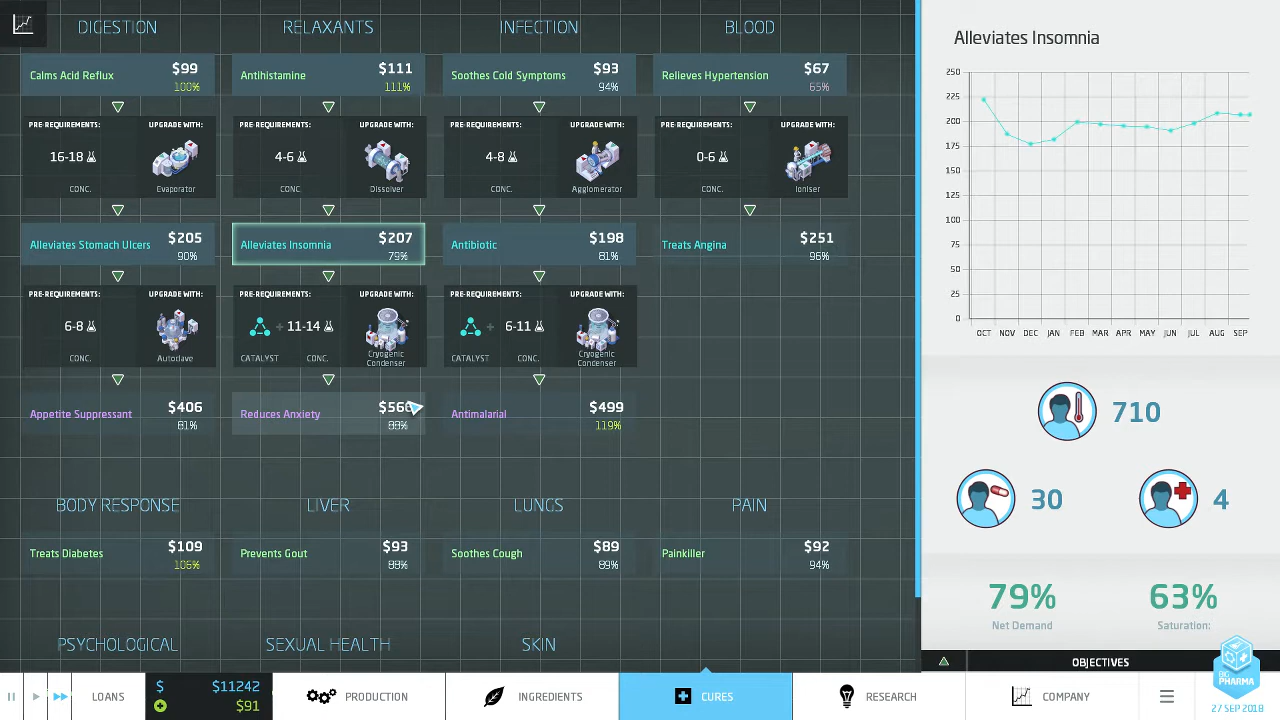 DIGESTION
RELAXANTS
INFECTION
BLOOD
Calms Acid Reflux $99 100%
Antihistamine $111 111%
Soothes Cold Symptoms $93 94%
Relieves Hypertension $67 65%
PRE-REQUIREMENTS: UPGRADE WITH:
16-18
CONC. Evaporator
PRE-REQUIREMENTS: UPGRADE WITH:
4-6
CONC. Dissolver
PRE-REQUIREMENTS: UPGRADE WITH:
4-8
CONC. Agglomerator
PRE-REQUIREMENTS: UPGRADE WITH:
0-6
CONC. Ioniser
Alleviates Stomach Ulcers $205 90%
Alleviates Insomnia $207 79%
Antibiotic $198 81%
Treats Angina $251 96%
PRE-REQUIREMENTS: UPGRADE WITH:
6-8
CONC. Autoclave
PRE-REQUIREMENTS: UPGRADE WITH:
+ 11-14
CATALYST CONC. Cryogenic Condenser
PRE-REQUIREMENTS: UPGRADE WITH:
+ 6-11
CATALYST CONC. Cryogenic Condenser
Appetite Suppressant $406 81%
Reduces Anxiety 88%
Antimalarial $499 119%
BODY RESPONSE
LIVER
LUNGS
PAIN
Treats Diabetes $109 106%
Prevents Gout $93 88%
Soothes Cough $89 89%
Painkiller $92 94%
PSYCHOLOGICAL
SEXUAL HEALTH
SKIN
Alleviates Insomnia
250
225
200
175
150
125
100
75
50
25
0
OCT NOV DEC JAN FEB MAR APR MAY JUN JUL AUG SEP
710
30
4
79%
Net Demand
63%
Saturation:
OBJECTIVES
LOANS
$ $11242
$91
PRODUCTION
INGREDIENTS
CURES
RESEARCH
COMPANY
BIG PHARMA
27 SEP 2018